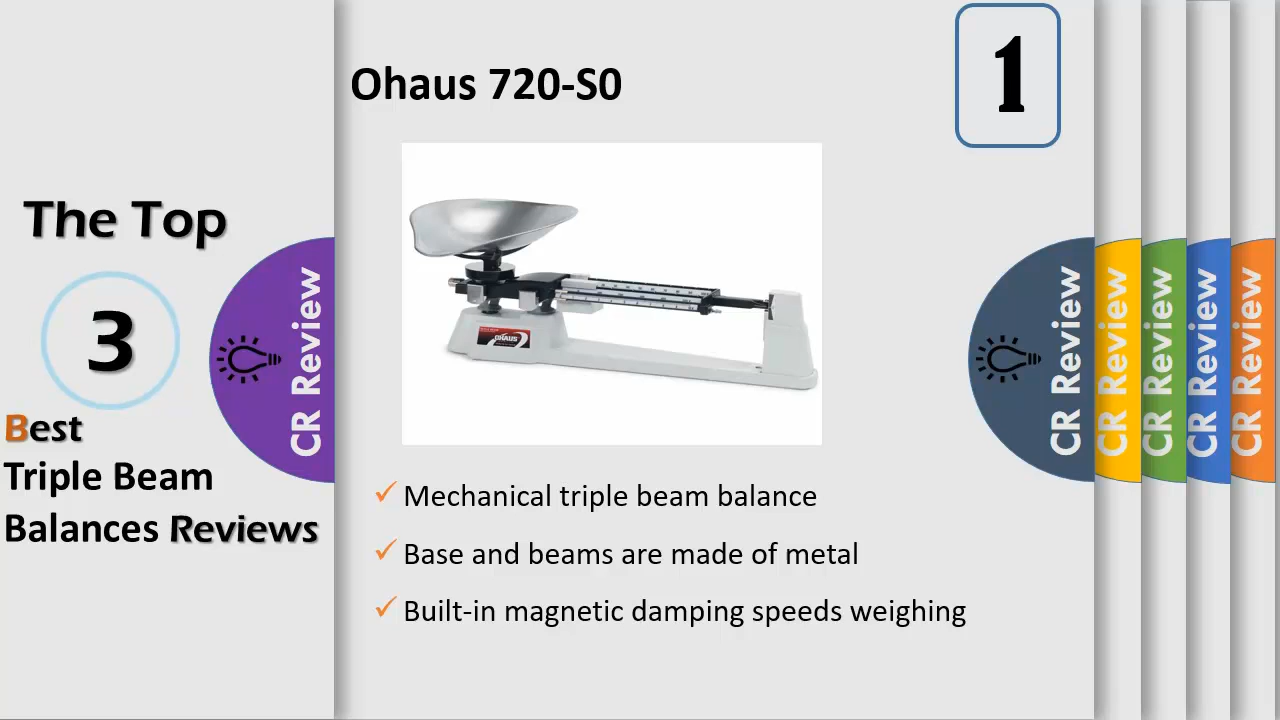 The Top
3
Best
Triple Beam
Balances Reviews
CR Review
Ohaus 720-S0
1
OHAUS
Mechanical triple beam balance
Base and beams are made of metal
Built-in magnetic damping speeds weighing
CR Review
CR Review
CR Review
CR Review
CR Review